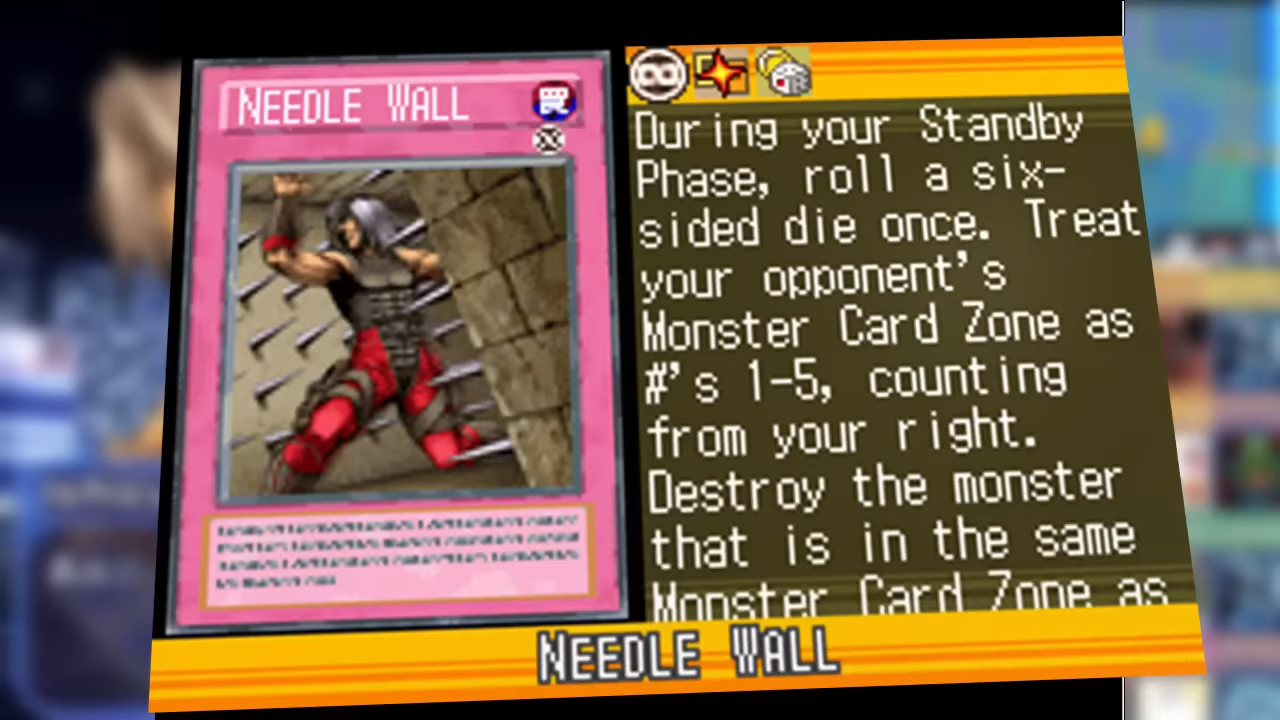 NEEDLE WALL
During your Standby
Phase, roll a six-
sided die once. Treat
your opponent's
Monster Card Zone as
#'s 1-5, counting
from your right.
Destroy the monster
that is in the same
Monster Card Zone as
NEEDLE WALL